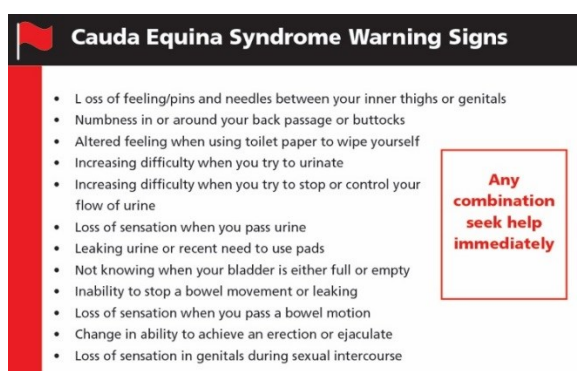 Cauda Equina Syndrome Warning Signs
• L oss of feeling/pins and needles between your inner thighs or genitals
• Numbness in or around your back passage or buttocks
• Altered feeling when using toilet paper to wipe yourself
• Increasing difficulty when you try to urinate
• Increasing difficulty when you try to stop or control your
flow of urine
• Loss of sensation when you pass urine
• Leaking urine or recent need to use pads
• Not knowing when your bladder is either full or empty
• Inability to stop a bowel movement or leaking
• Loss of sensation when you pass a bowel motion
• Change in ability to achieve an erection or ejaculate
• Loss of sensation in genitals during sexual intercourse
Any
combination
seek help
immediately